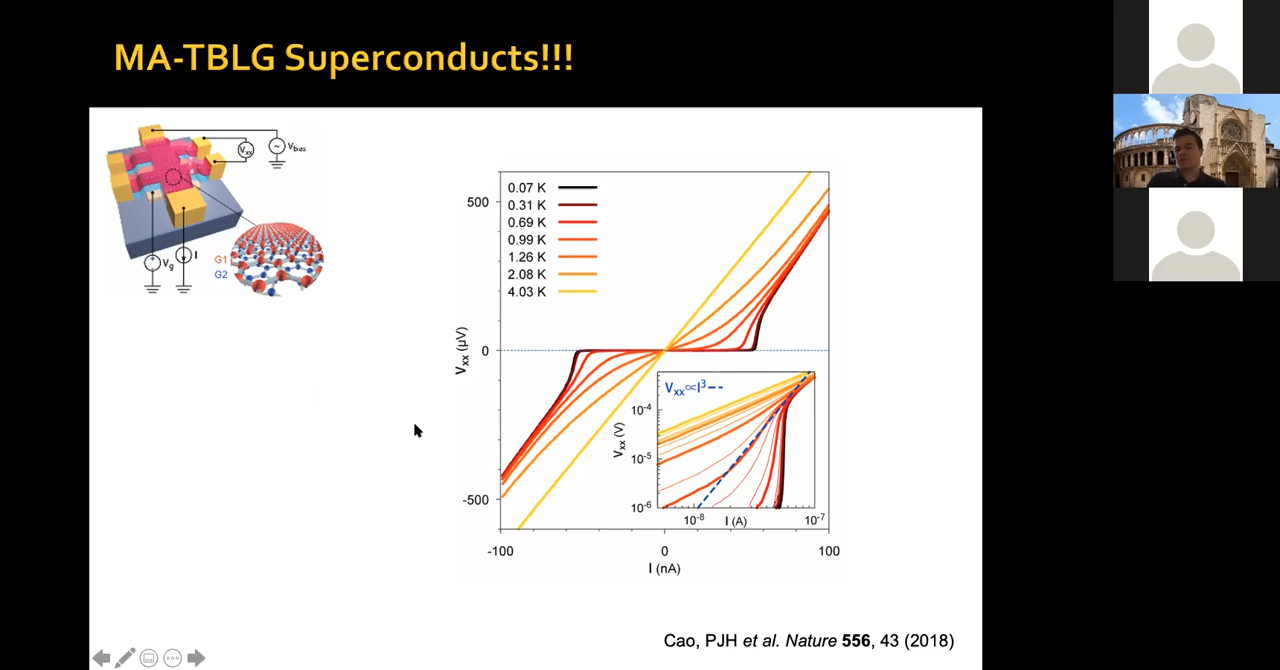 MA-TBLG Superconducts!!!
Vxx
Vbias
Vg
I
G1
G2
0.07 K
0.31 K
0.69 K
0.99 K
1.26 K
2.08 K
4.03 K
500
0
-500
Vxx (µV)
-100
0
100
I (nA)
Vxx∝I³
10⁻⁴
10⁻⁵
10⁻⁶
Vxx (V)
10⁻⁸
I (A)
10⁻⁷
Cao, PJH et al. Nature 556, 43 (2018)